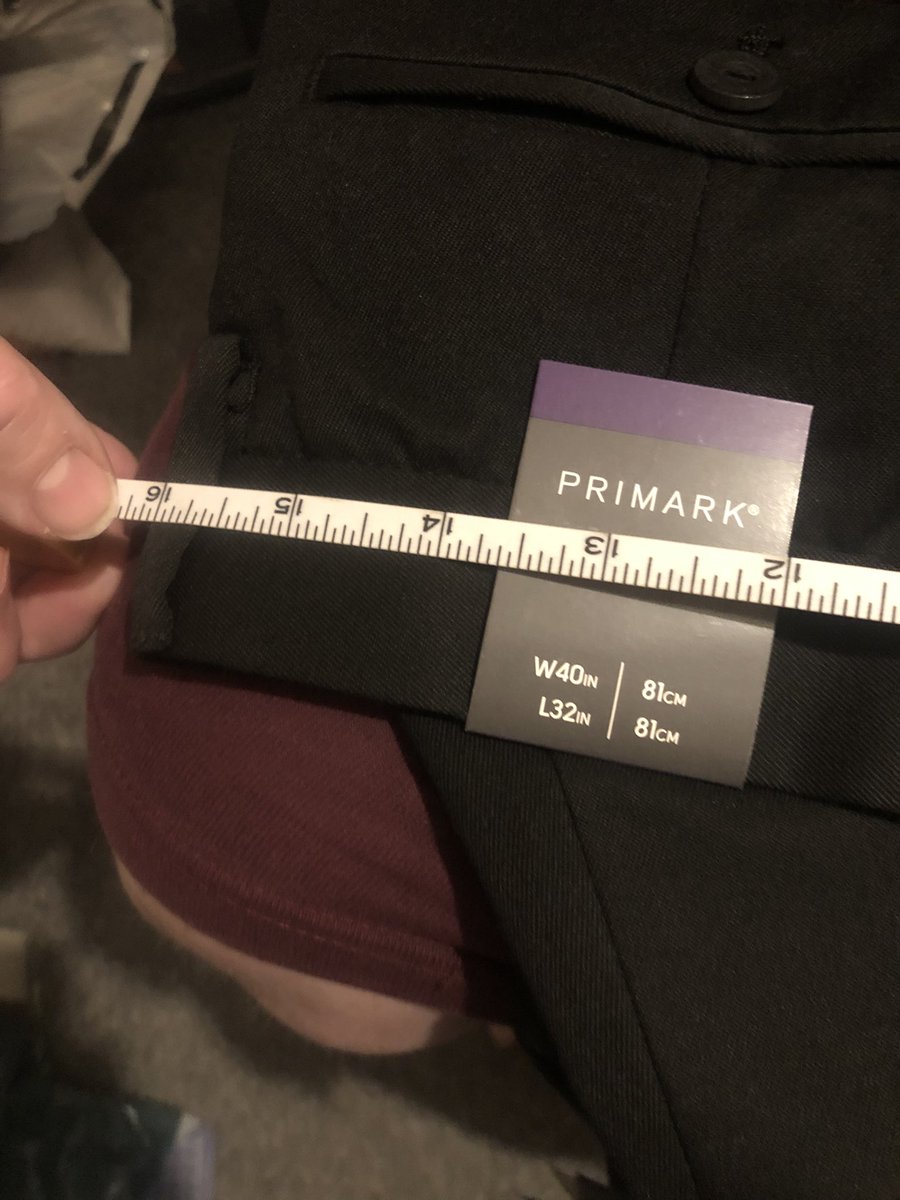 16 15 14 13 12
PRIMARK®
W40IN | 81CM
L32IN | 81CM